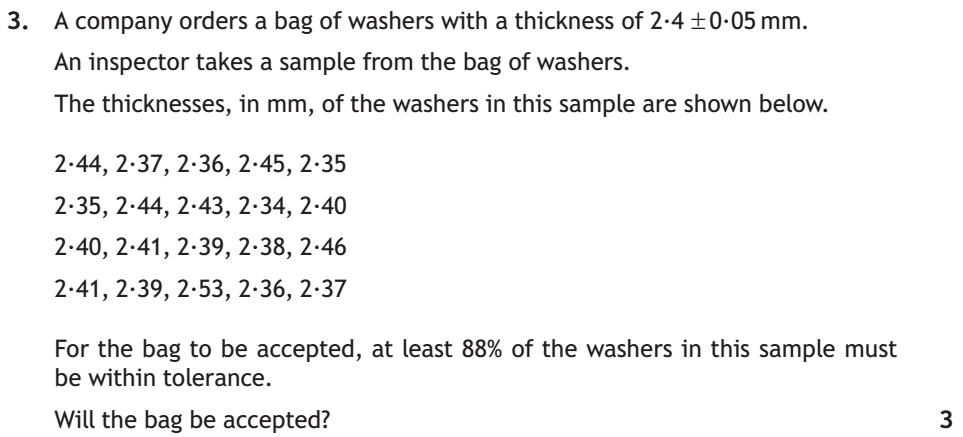 3. A company orders a bag of washers with a thickness of 2·4 ±0·05 mm.
An inspector takes a sample from the bag of washers.
The thicknesses, in mm, of the washers in this sample are shown below.
2·44, 2·37, 2·36, 2·45, 2·35
2·35, 2·44, 2·43, 2·34, 2·40
2·40, 2·41, 2·39, 2·38, 2·46
2·41, 2·39, 2·53, 2·36, 2·37
For the bag to be accepted, at least 88% of the washers in this sample must
be within tolerance.
Will the bag be accepted? 3